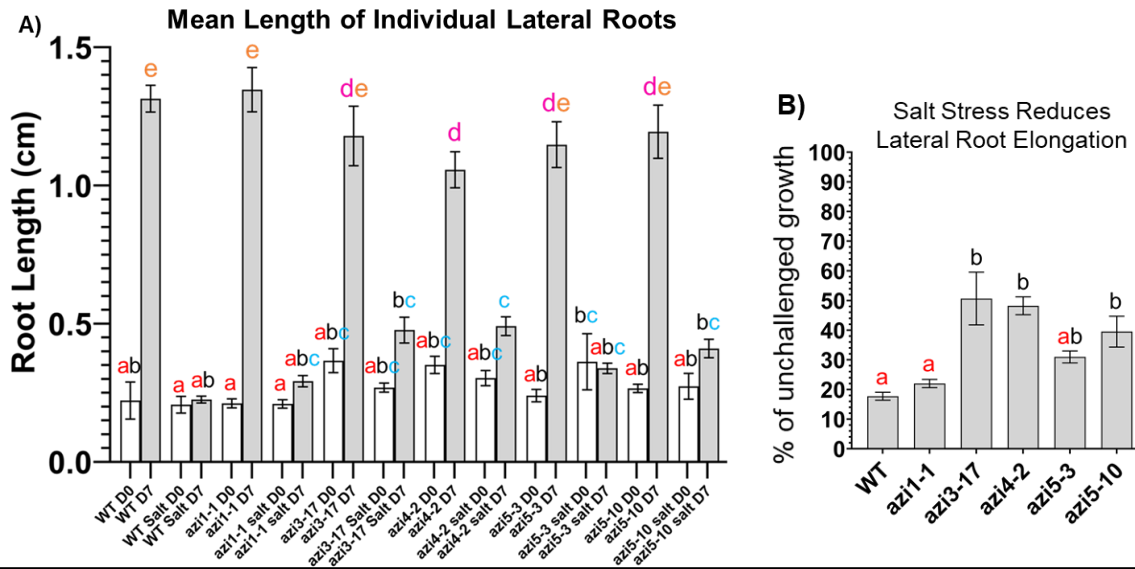 A)
Mean Length of Individual Lateral Roots
Root Length (cm)
1.5
1.0
0.5
0.0
ab
e
a
ab
a
e
a
abc
abc
de
abc
bc
abc
d
abc
c
ab
de
bc
abc
ab
de
ab
bc
WT D0
WT D7
WT Salt D0
WT Salt D7
azi1-1 D0
azi1-1 D7
azi1-1 salt D0
azi1-1 salt D7
azi3-17 D0
azi3-17 D7
azi3-17 Salt D0
azi3-17 Salt D7
azi4-2 D0
azi4-2 D7
azi4-2 salt D0
azi4-2 salt D7
azi5-3 D0
azi5-3 D7
azi5-3 salt D0
azi5-3 salt D7
azi5-10 D0
azi5-10 D7
azi5-10 salt D0
azi5-10 salt D7
B)
Salt Stress Reduces
Lateral Root Elongation
% of unchallenged growth
100
90
80
70
60
50
40
30
20
10
0
a
a
b
b
ab
b
WT
azi1-1
azi3-17
azi4-2
azi5-3
azi5-10